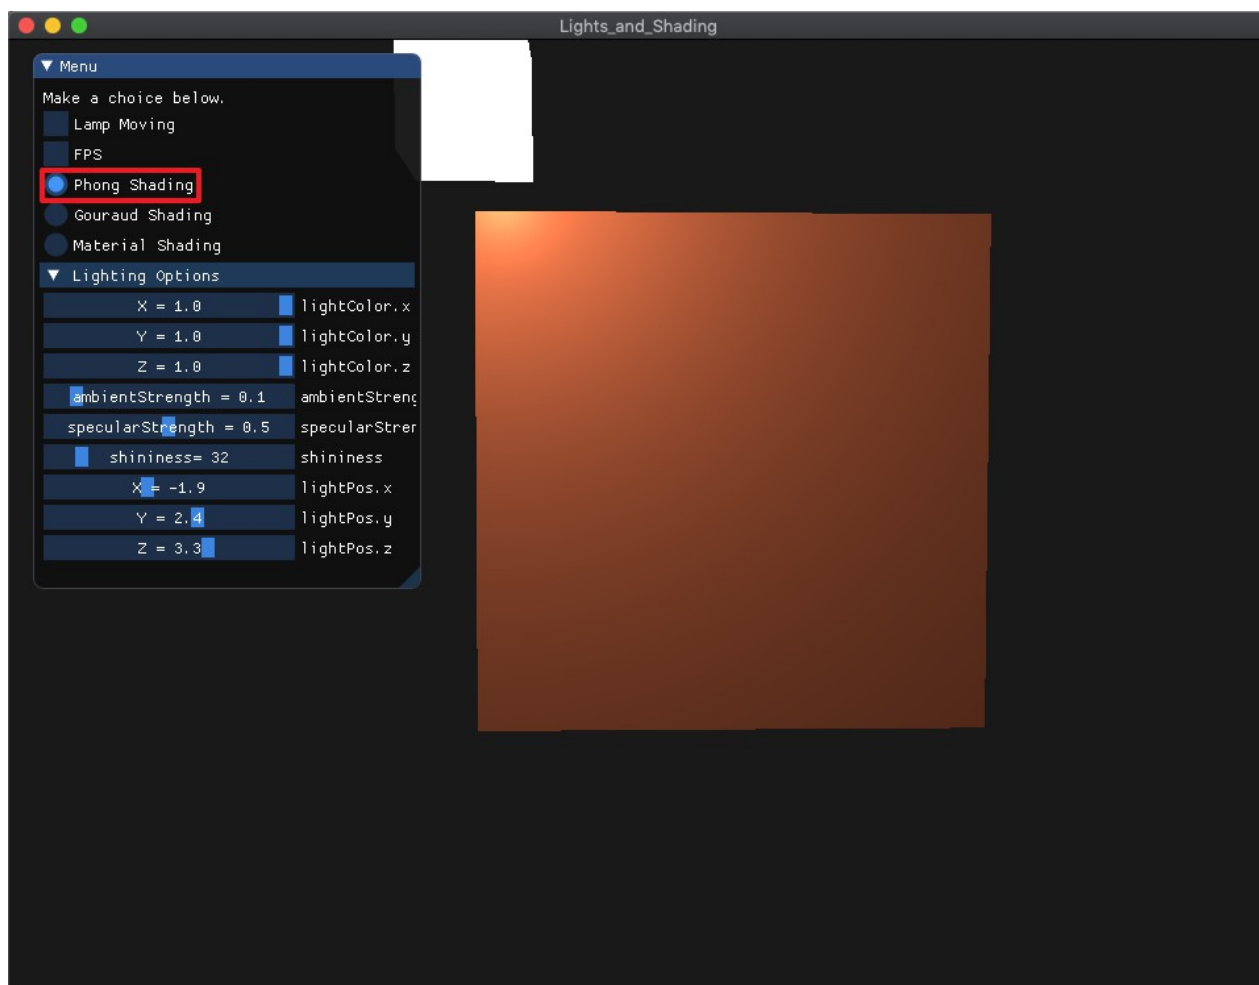 Lights_and_Shading
Menu
Make a choice below.
Lamp Moving
FPS
Phong Shading
Gouraud Shading
Material Shading
Lighting Options
X = 1.0 lightColor.x
Y = 1.0 lightColor.y
Z = 1.0 lightColor.z
ambientStrength = 0.1 ambientStreng
specularStrength = 0.5 specularStrer
shininess= 32 shininess
X = -1.9 lightPos.x
Y = 2.4 lightPos.y
Z = 3.3 lightPos.z